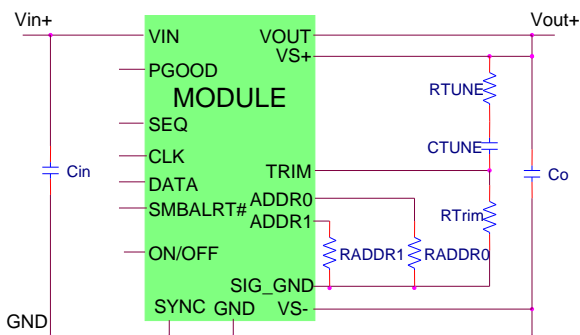 Vin+
Vout+
VIN
VOUT
VS+
PGOOD
RTUNE
MODULE
SEQ
CTUNE
CLK
TRIM
Cin
Co
DATA
ADDR0
SMBALRT#
ADDR1
RTrim
ON/OFF
RADDR1
RADDR0
SIG_GND
SYNC
GND
VS-
GND